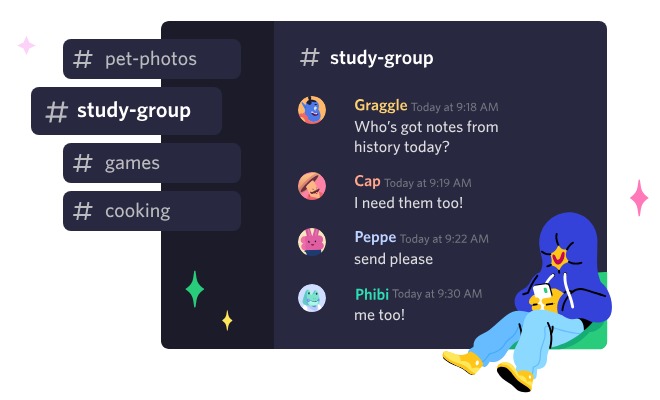 # pet-photos
# study-group
# games
# cooking
# study-group
Graggle Today at 9:18 AM
Who's got notes from
history today?
Cap Today at 9:19 AM
I need them too!
Peppe Today at 9:22 AM
send please
Phibi Today at 9:30 AM
me too!